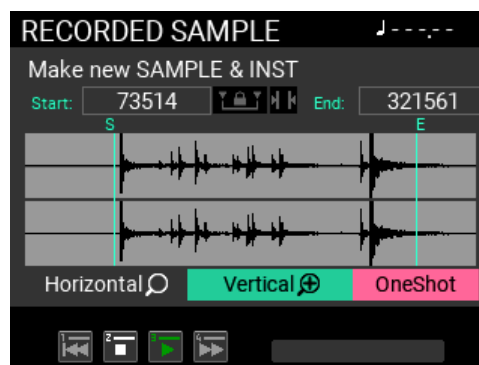 RECORDED SAMPLE ♩---.--
Make new SAMPLE & INST
Start: 73514 End: 321561
S E
Horizontal Vertical OneShot
1 2 3 4